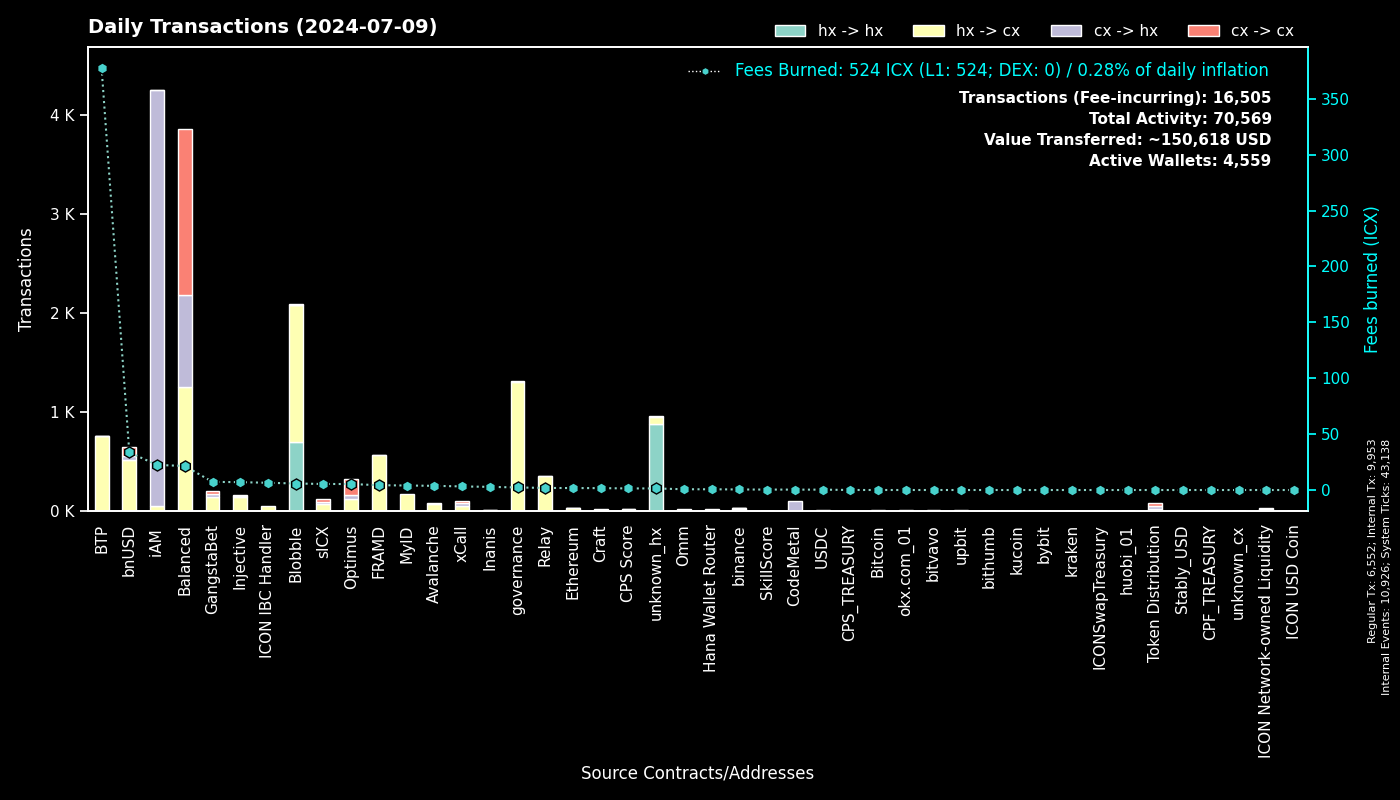 Daily Transactions (2024-07-09)
hx -> hx
hx -> cx
cx -> hx
cx -> cx
Fees Burned: 524 ICX (L1: 524; DEX: 0) / 0.28% of daily inflation
Transactions (Fee-incurring): 16,505
Total Activity: 70,569
Value Transferred: ~150,618 USD
Active Wallets: 4,559
Transactions
4 K
3 K
2 K
1 K
0 K
350
300
250
200
150
100
50
0
Fees burned (ICX)
BTP
bnUSD
IAM
Balanced
GangstaBet
Injective
ICON IBC Handler
Blobble
sICX
Optimus
FRAMD
MyID
Avalanche
xCall
Inanis
governance
Relay
Ethereum
Craft
CPS Score
unknown_hx
Omm
Hana Wallet Router
binance
SkillScore
CodeMetal
USDC
CPS_TREASURY
Bitcoin
okx.com_01
bitvavo
upbit
bithumb
kucoin
bybit
kraken
ICONSwapTreasury
huobi_01
Token Distribution
Stably_USD
CPF_TREASURY
unknown_cx
ICON Network-owned Liquidity
ICON USD Coin
Source Contracts/Addresses
Regular Tx: 6,552; Internal Tx: 9,953
Internal Events: 10,926; System Ticks: 43,138